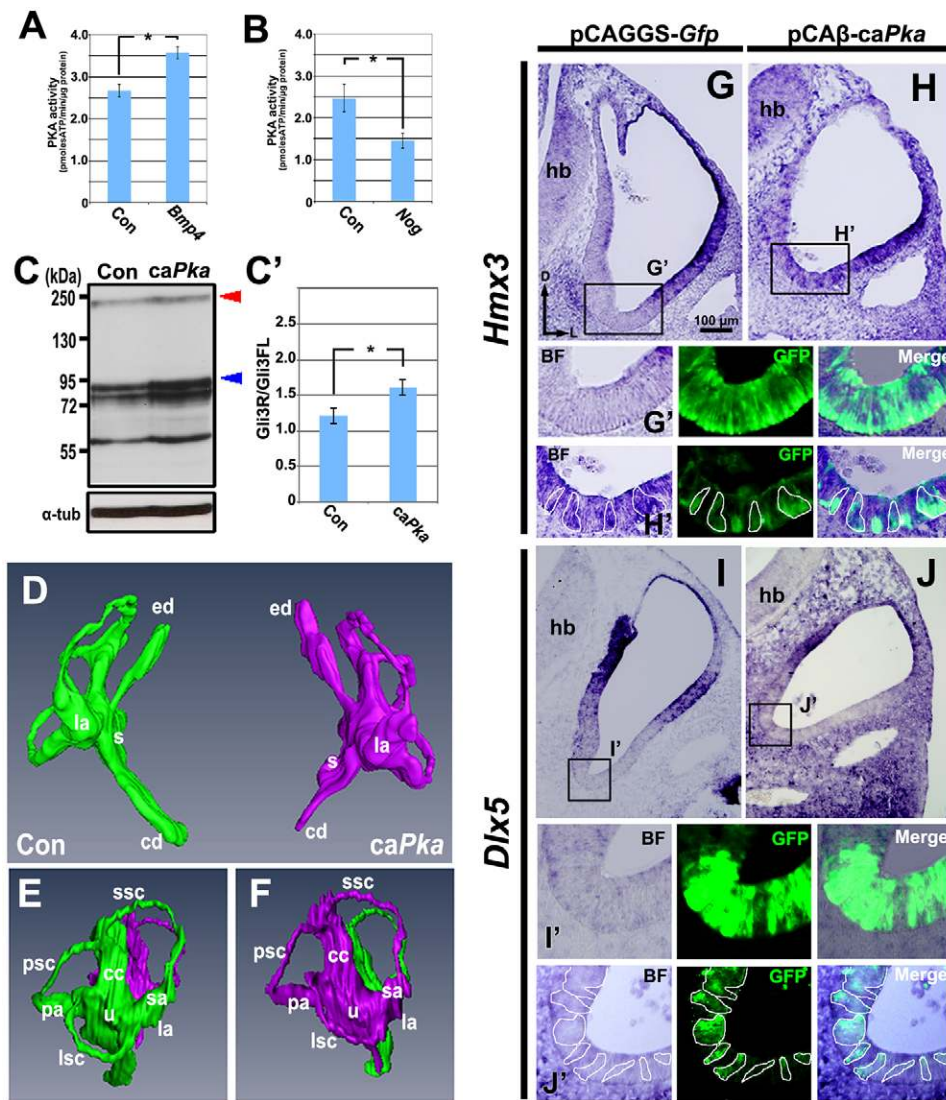 A
PKA activity
(pmolesATP/min/μg protein)
4.0
3.0
2.0
1.0
0
*
Con
Bmp4
B
PKA activity
(pmolesATP/min/μg protein)
4.0
3.0
2.0
1.0
0
*
Con
Nog
C
(kDa)
Con
caPka
250
130
95
72
55
α-tub
C’
Gli3R/Gli3FL
2.5
2.0
1.5
1.0
0.5
0
*
Con
caPka
D
ed
la
s
cd
Con
ed
s
la
cd
caPka
E
ssc
psc
cc
pa
u
sa
la
lsc
F
ssc
psc
cc
pa
u
sa
la
lsc
pCAGGS-Gfp
pCAβ-caPka
Hmx3
G
hb
G’
D
L
100 μm
H
hb
H’
BF
GFP
Merge
G’
BF
GFP
Merge
H’
Dlx5
I
hb
I’
J
hb
J’
BF
GFP
Merge
I’
BF
GFP
Merge
J’